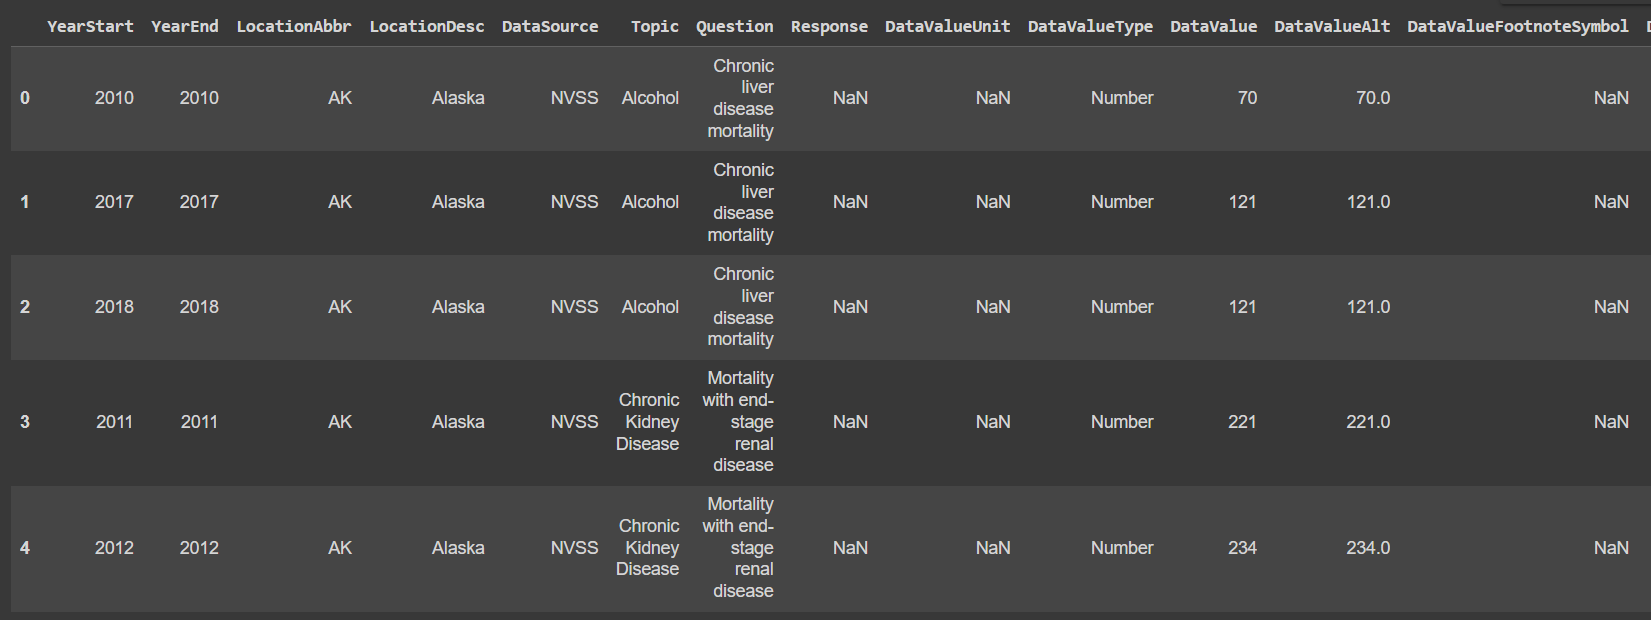 YearStart YearEnd LocationAbbr LocationDesc DataSource Topic Question Response DataValueUnit DataValueType DataValue DataValueAlt DataValueFootnoteSymbol
0 2010 2010 AK Alaska NVSS Alcohol Chronic liver disease mortality NaN NaN Number 70 70.0 NaN
1 2017 2017 AK Alaska NVSS Alcohol Chronic liver disease mortality NaN NaN Number 121 121.0 NaN
2 2018 2018 AK Alaska NVSS Alcohol Chronic liver disease mortality NaN NaN Number 121 121.0 NaN
3 2011 2011 AK Alaska NVSS Chronic Kidney Disease Mortality with end-stage renal disease NaN NaN Number 221 221.0 NaN
4 2012 2012 AK Alaska NVSS Chronic Kidney Disease Mortality with end-stage renal disease NaN NaN Number 234 234.0 NaN